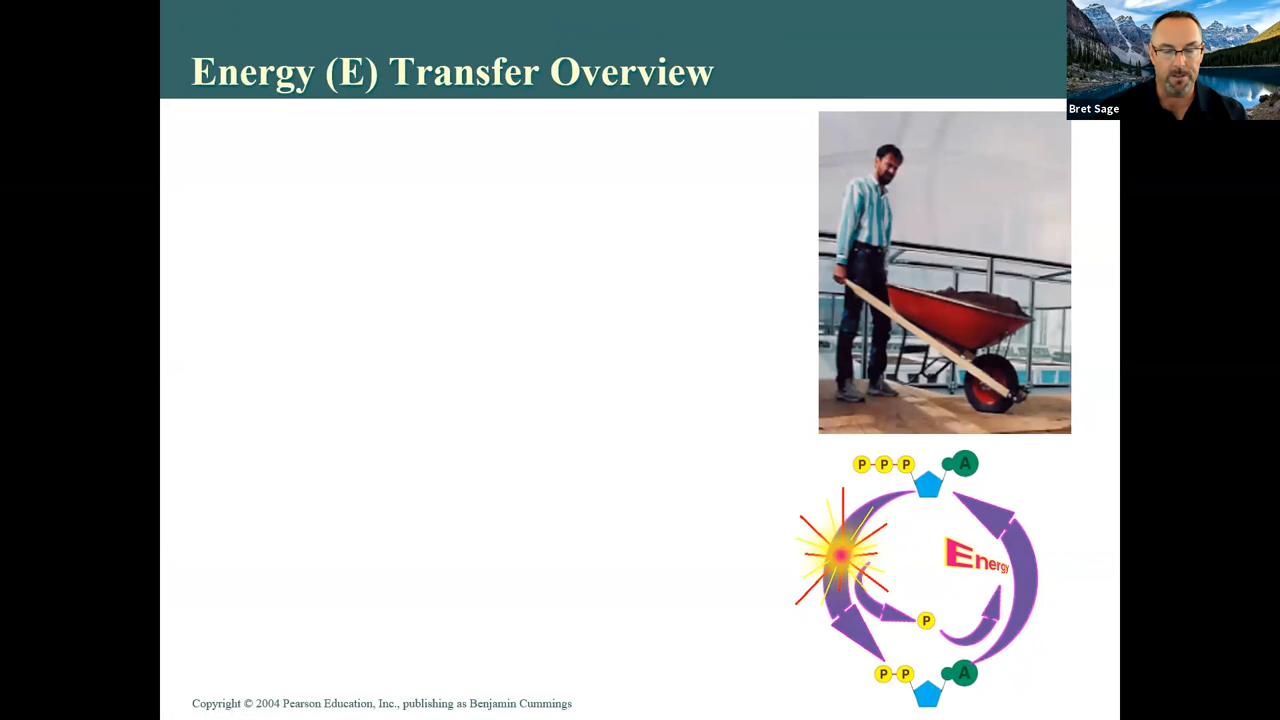 Energy (E) Transfer Overview
Bret Sage
P P P A
Energy
P
P P A
Copyright © 2004 Pearson Education, Inc., publishing as Benjamin Cummings